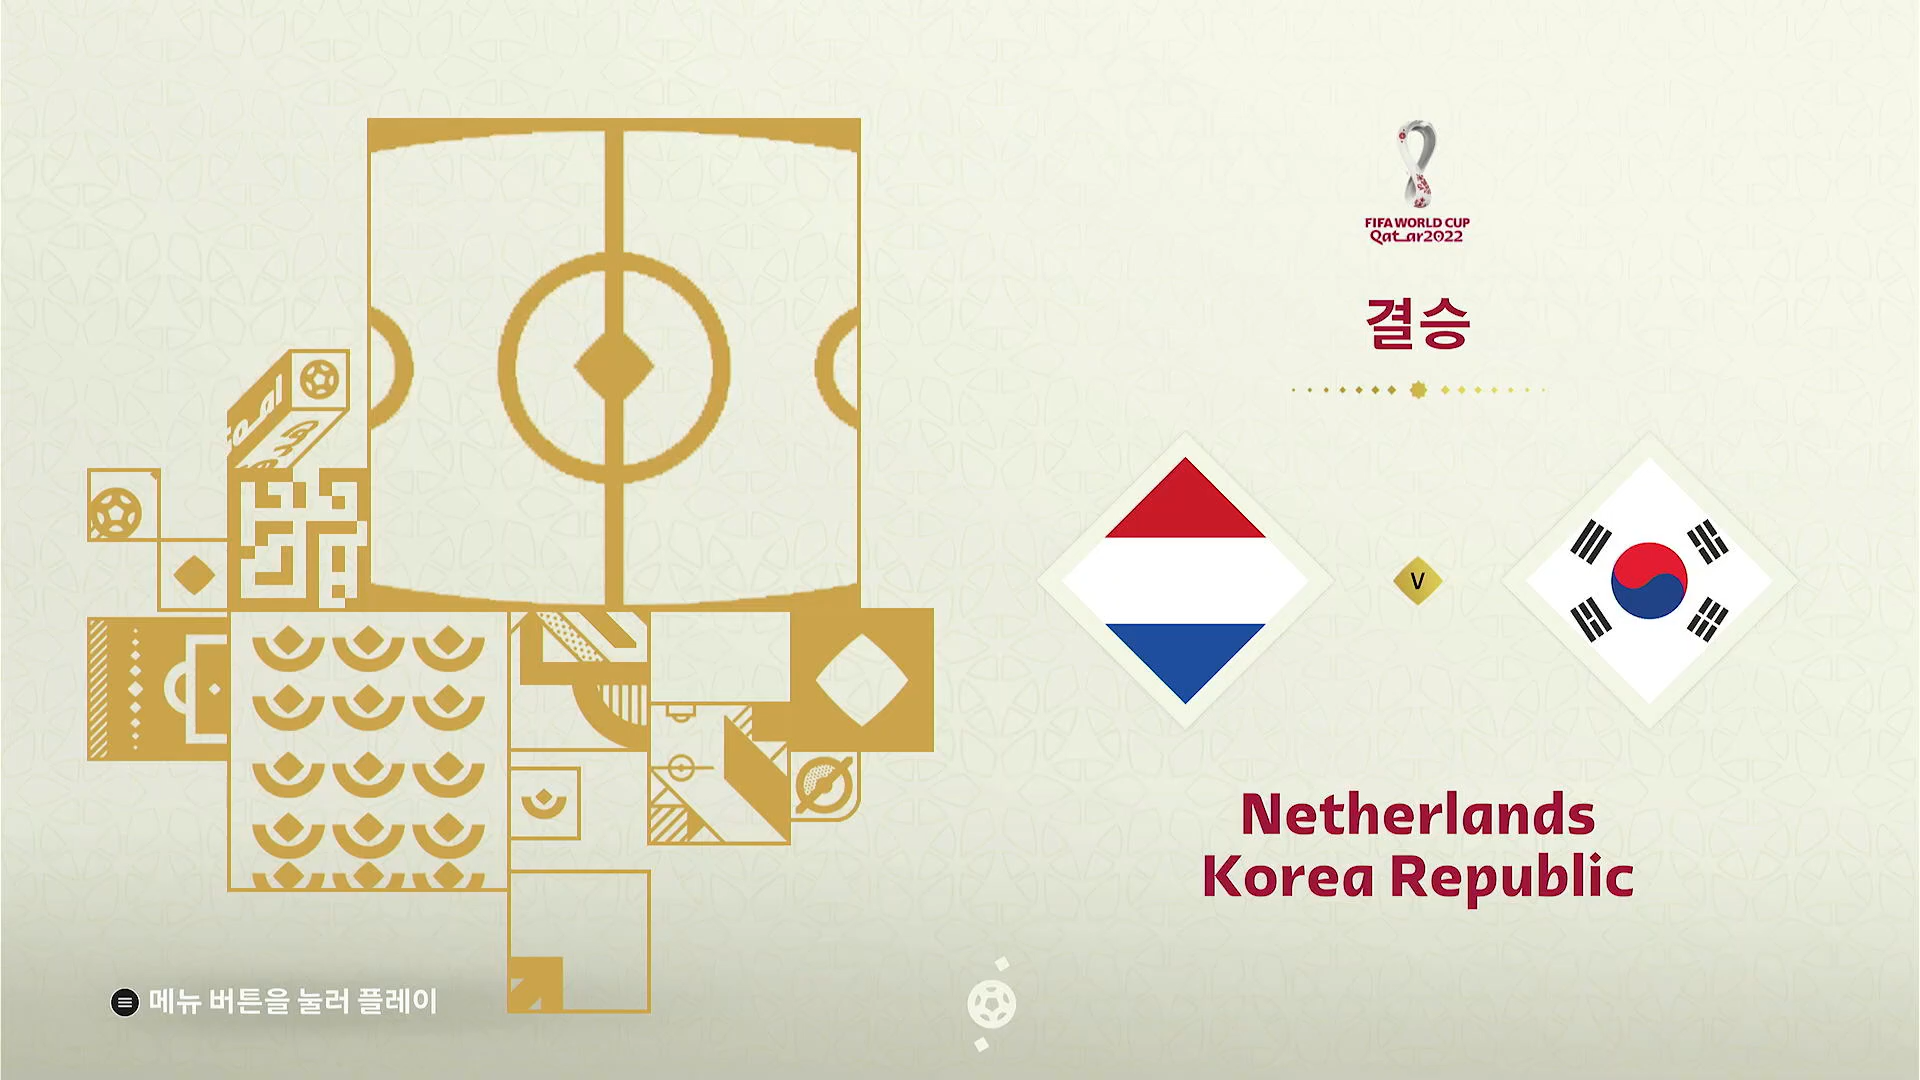 FIFA WORLD CUP
Qatar2022
결승
V
Netherlands
Korea Republic
메뉴 버튼을 눌러 플레이